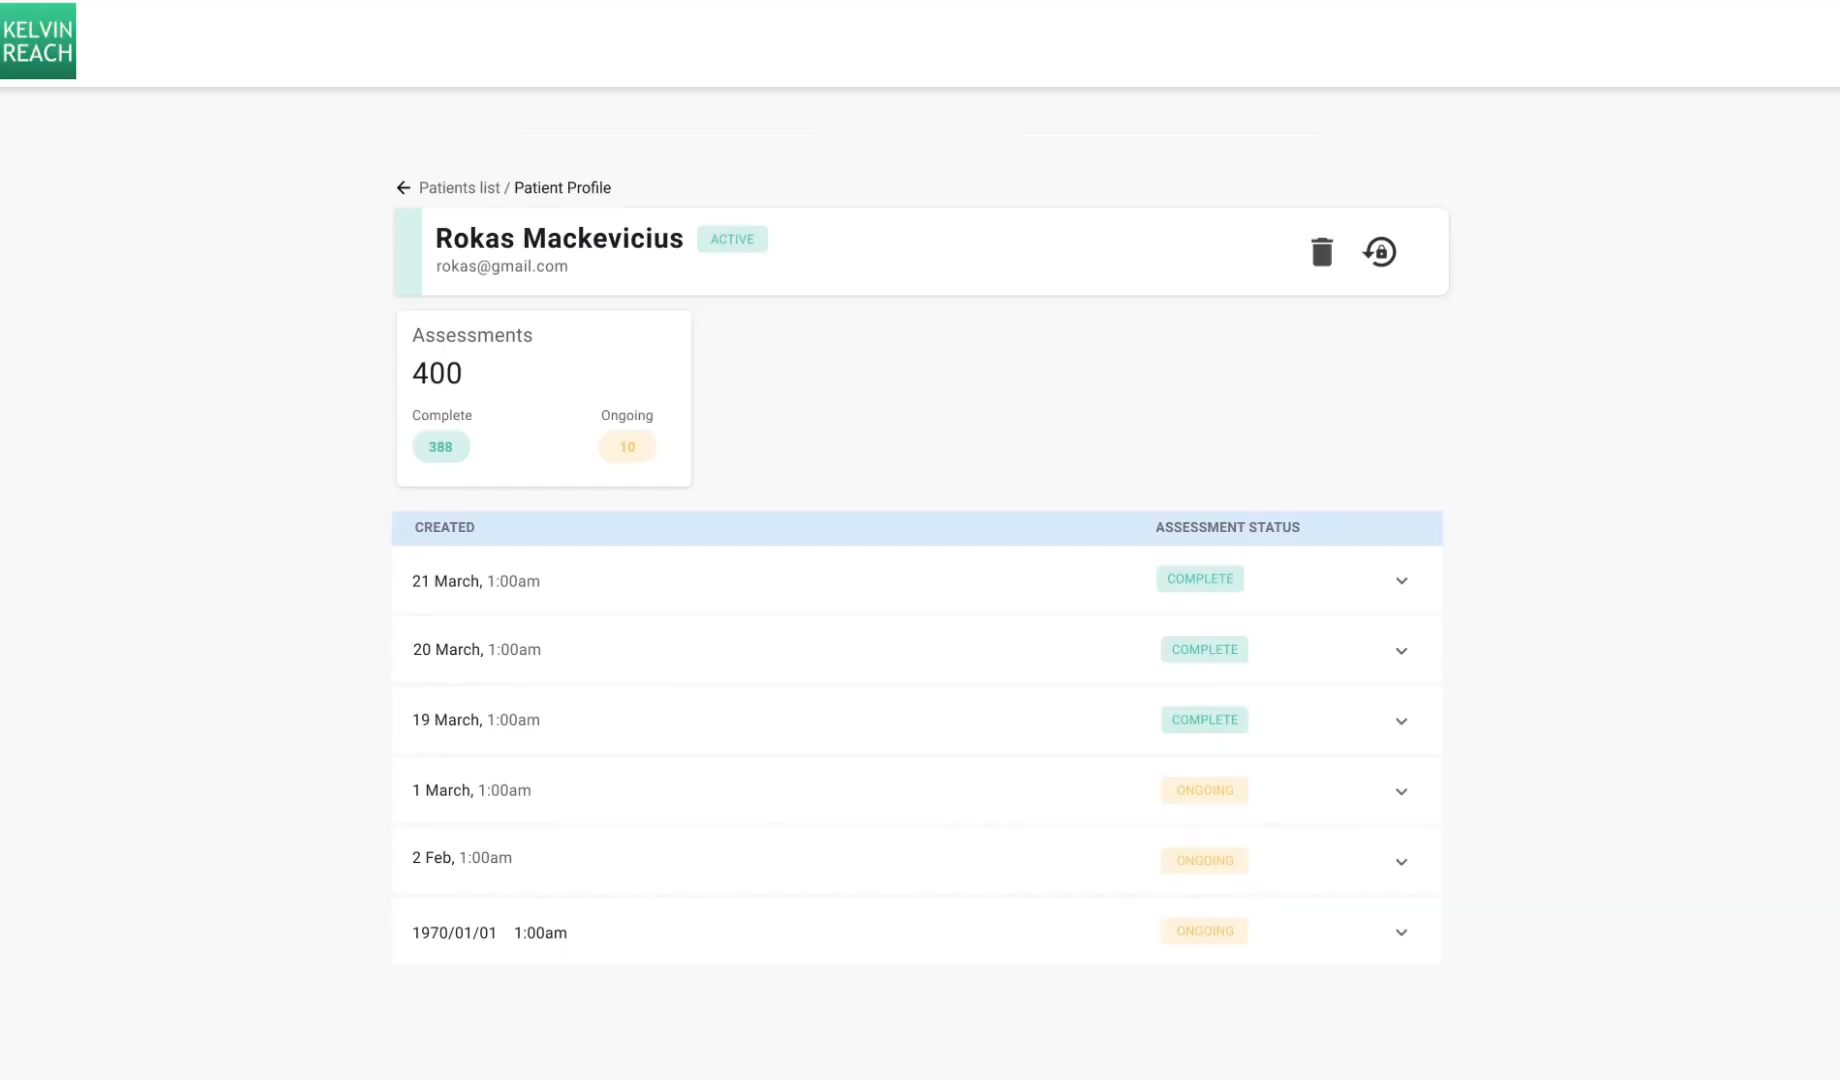 KELVIN
REACH
Patients list / Patient Profile
Rokas Mackevicius ACTIVE
rokas@gmail.com
Assessments
400
Complete Ongoing
388 10
CREATED ASSESSMENT STATUS
21 March, 1:00am COMPLETE
20 March, 1:00am COMPLETE
19 March, 1:00am COMPLETE
1 March, 1:00am ONGOING
2 Feb, 1:00am ONGOING
1970/01/01 1:00am ONGOING